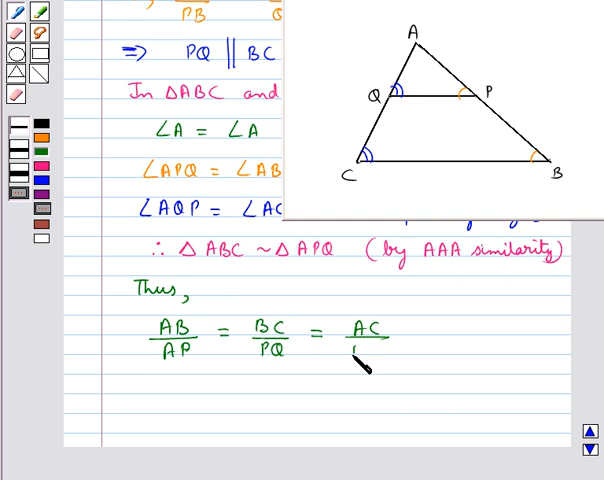 PB
⇒ PQ || BC
In ΔABC and
∠A = ∠A
∠APQ = ∠AB
∠AQP = ∠AC
∴ Δ ABC ~ Δ APQ (by AAA similarity)
Thus,
AB/AP = BC/PQ = AC/
A
Q
P
C
B